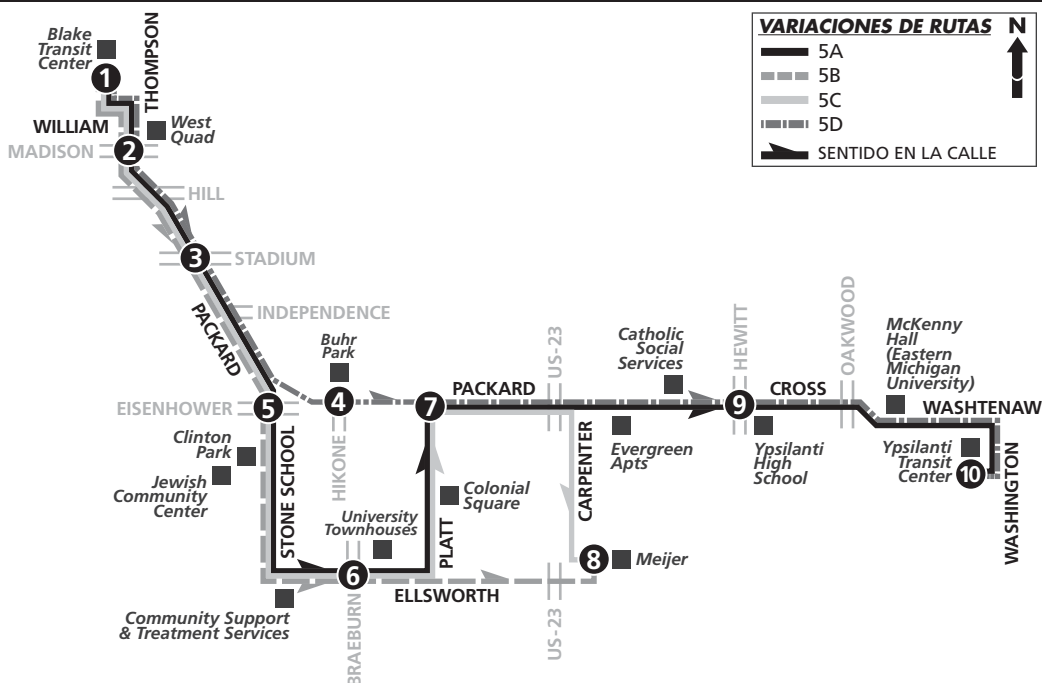 VARIACIONES DE RUTAS
N
5A
5B
5C
5D
SENTIDO EN LA CALLE
Blake
Transit
Center
1
THOMPSON
WILLIAM
West
Quad
MADISON
2
HILL
3
STADIUM
PACKARD
INDEPENDENCE
Buhr
Park
EISENHOWER
5
4
7
PACKARD
US-23
Catholic
Social
Services
HEWITT
9
CROSS
OAKWOOD
McKenny
Hall
(Eastern
Michigan
University)
WASHTENAW
Clinton
Park
Jewish
Community
Center
STONE SCHOOL
HIKONE
University
Townhouses
PLATT
Colonial
Square
CARPENTER
Evergreen
Apts
Ypsilanti
High
School
Ypsilanti
Transit
Center
10
WASHINGTON
6
8
Meijer
ELLSWORTH
Community Support
& Treatment Services
BRAEBURN
US-23